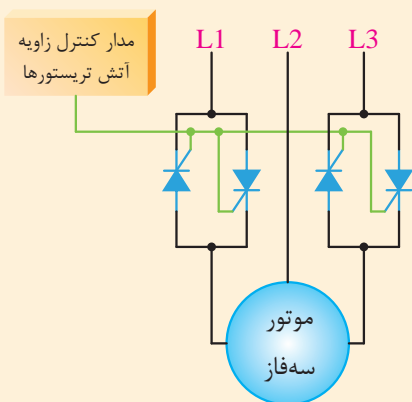 مدار کنترل زاویه
آتش تریستورها
L1 L2 L3
موتور
سه‌فاز